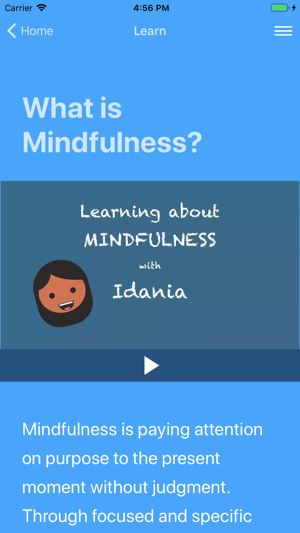 Carrier 4:56 PM
Home Learn
What is
Mindfulness?
Learning about
MINDFULNESS
with
Idania
Mindfulness is paying attention
on purpose to the present
moment without judgment.
Through focused and specific